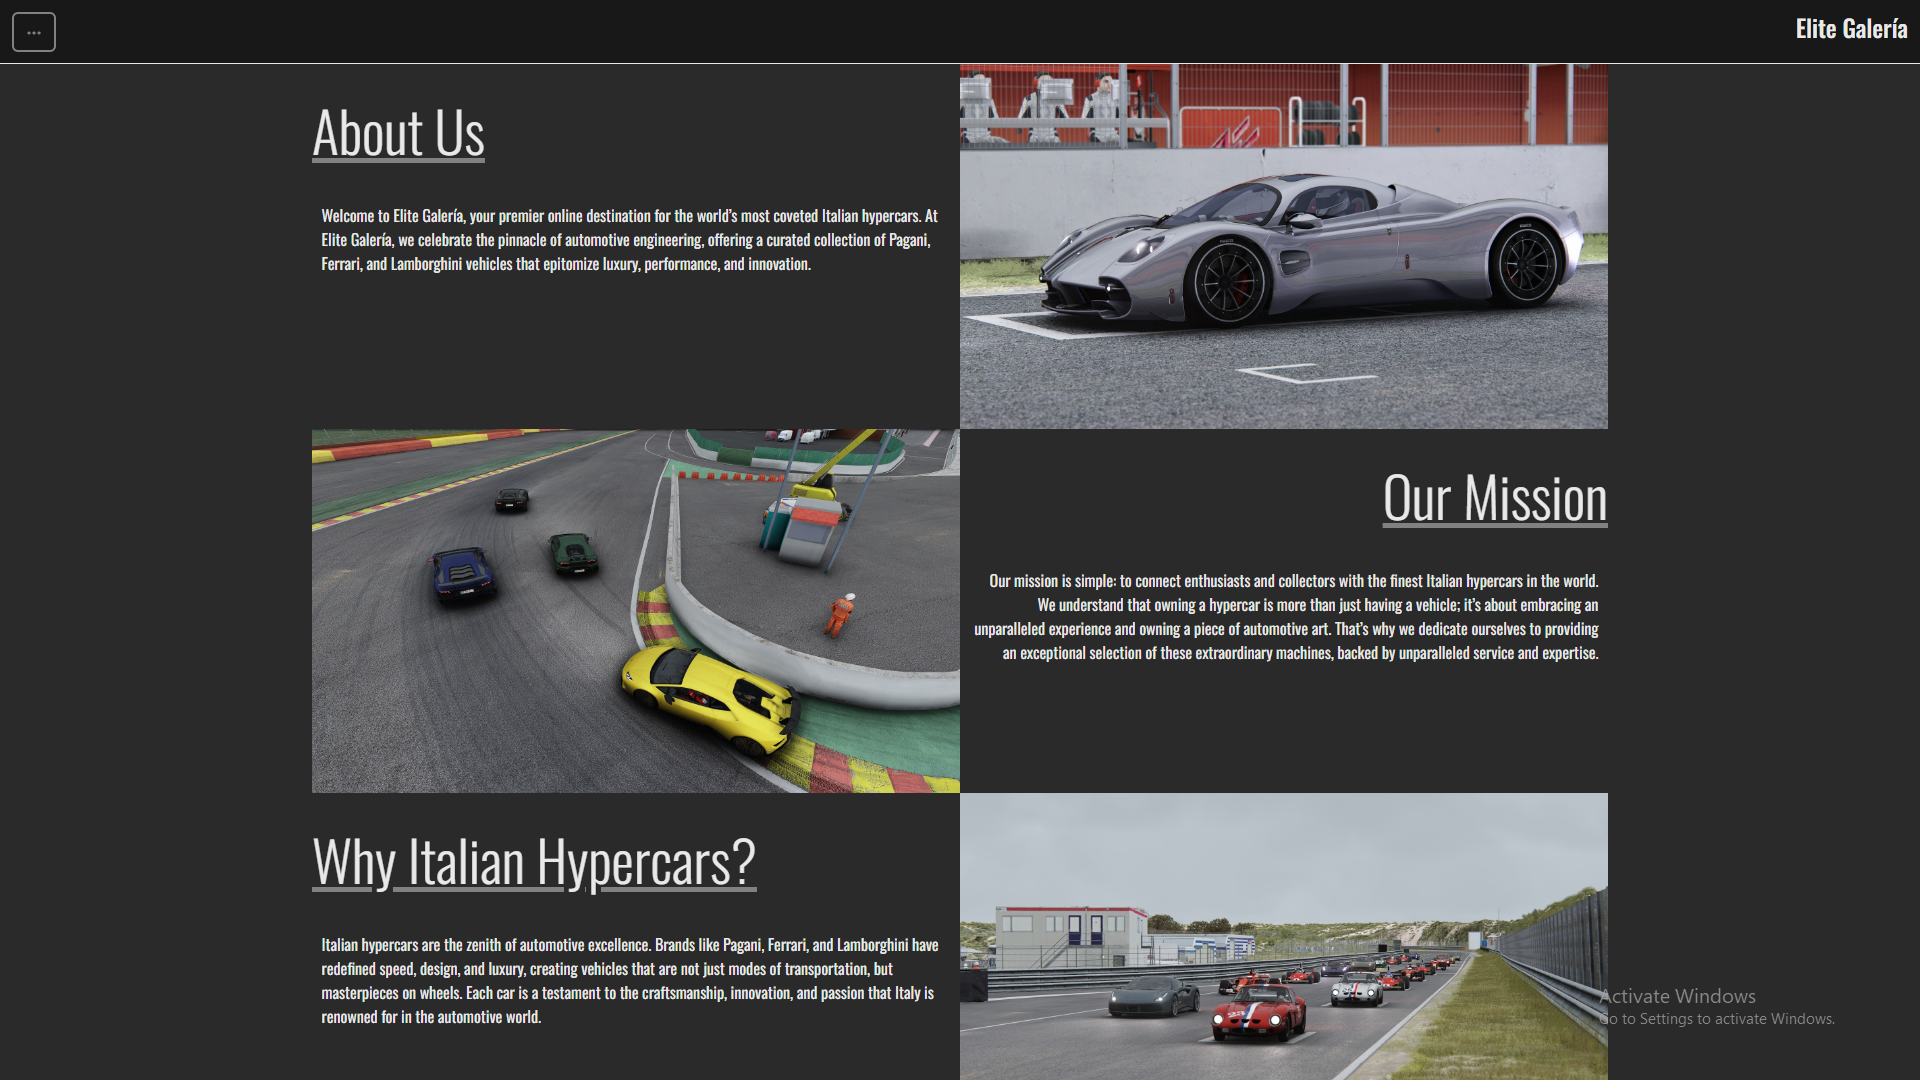 ...
Elite Galería
About Us
Welcome to Elite Galería, your premier online destination for the world’s most coveted Italian hypercars. At
Elite Galería, we celebrate the pinnacle of automotive engineering, offering a curated collection of Pagani,
Ferrari, and Lamborghini vehicles that epitomize luxury, performance, and innovation.
Our Mission
Our mission is simple: to connect enthusiasts and collectors with the finest Italian hypercars in the world.
We understand that owning a hypercar is more than just having a vehicle; it’s about embracing an
unparalleled experience and owning a piece of automotive art. That’s why we dedicate ourselves to providing
an exceptional selection of these extraordinary machines, backed by unparalleled service and expertise.
Why Italian Hypercars?
Italian hypercars are the zenith of automotive excellence. Brands like Pagani, Ferrari, and Lamborghini have
redefined speed, design, and luxury, creating vehicles that are not just modes of transportation, but
masterpieces on wheels. Each car is a testament to the craftsmanship, innovation, and passion that Italy is
renowned for in the automotive world.
Activate Windows
Go to Settings to activate Windows.